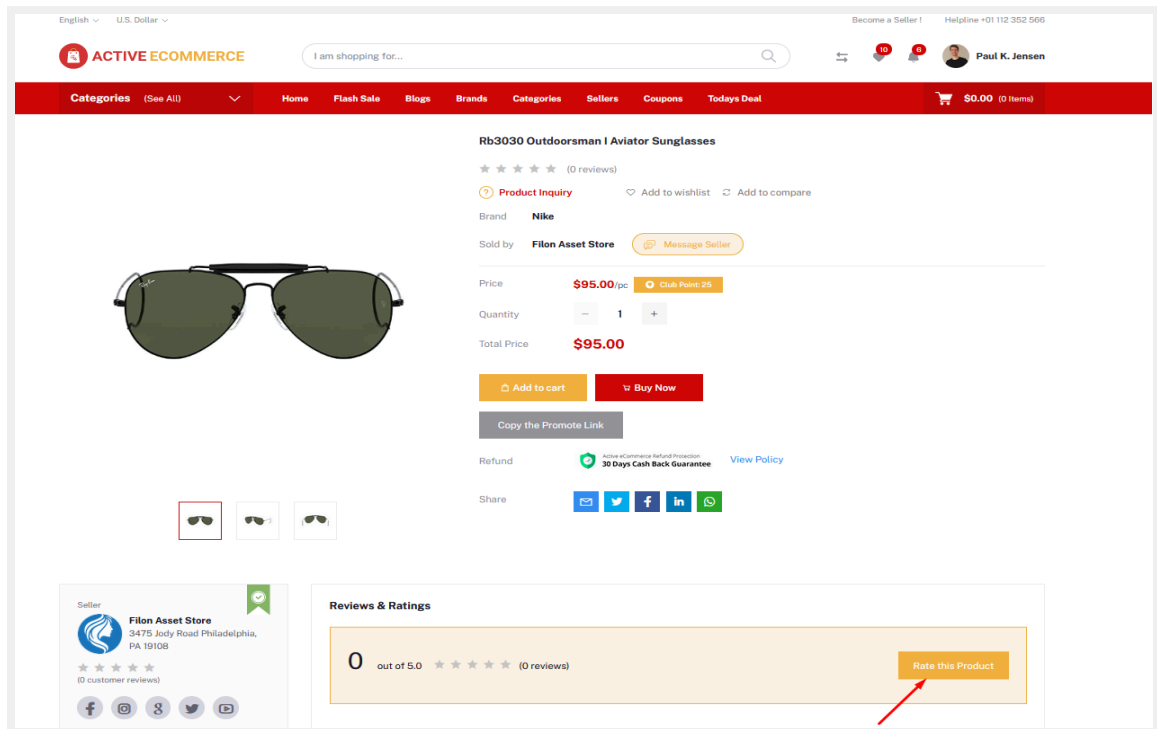 English U.S. Dollar Become a Seller ! Helpline +01 112 352 566
ACTIVE ECOMMERCE I am shopping for... 10 6 Paul K. Jensen
Categories (See All) Home Flash Sale Blogs Brands Categories Sellers Coupons Todays Deal $0.00 (0 Items)
Rb3030 Outdoorsman I Aviator Sunglasses
(0 reviews)
? Product Inquiry Add to wishlist Add to compare
Brand Nike
Sold by Filon Asset Store Message Seller
Price $95.00/pc Club Point: 25
Quantity − 1 +
Total Price $95.00
Add to cart Buy Now
Copy the Promote Link
Refund Active eCommerce Refund Protection
30 Days Cash Back Guarantee View Policy
Share
Seller
Filon Asset Store
3475 Jody Road Philadelphia,
PA 19108
(0 customer reviews)
Reviews & Ratings
0 out of 5.0 (0 reviews) Rate this Product